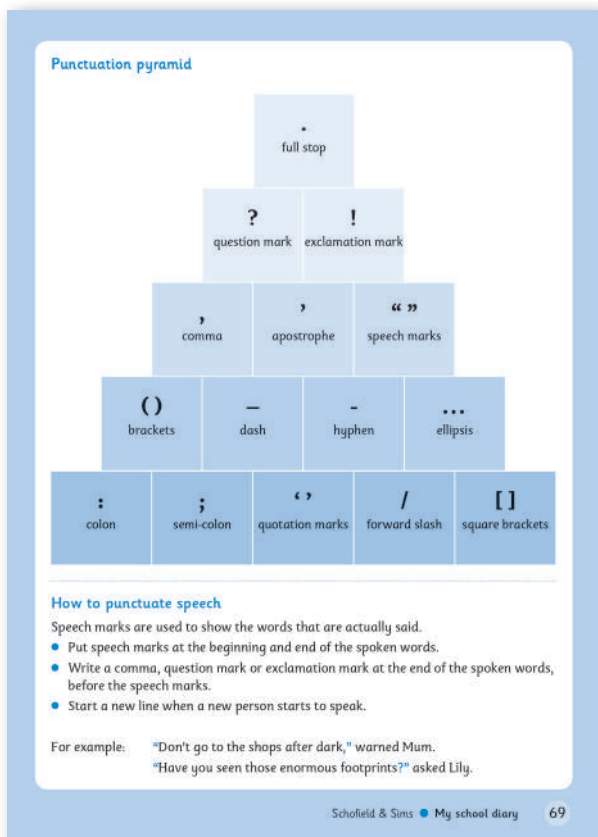 Punctuation pyramid
.
full stop
? !
question mark exclamation mark
, ’ “ ”
comma apostrophe speech marks
( ) – - ...
brackets dash hyphen ellipsis
: ; ‘ ’ / [ ]
colon semi-colon quotation marks forward slash square brackets
How to punctuate speech
Speech marks are used to show the words that are actually said.
● Put speech marks at the beginning and end of the spoken words.
● Write a comma, question mark or exclamation mark at the end of the spoken words,
before the speech marks.
● Start a new line when a new person starts to speak.
For example: “Don’t go to the shops after dark,” warned Mum.
“Have you seen those enormous footprints?” asked Lily.
Schofield & Sims ● My school diary 69